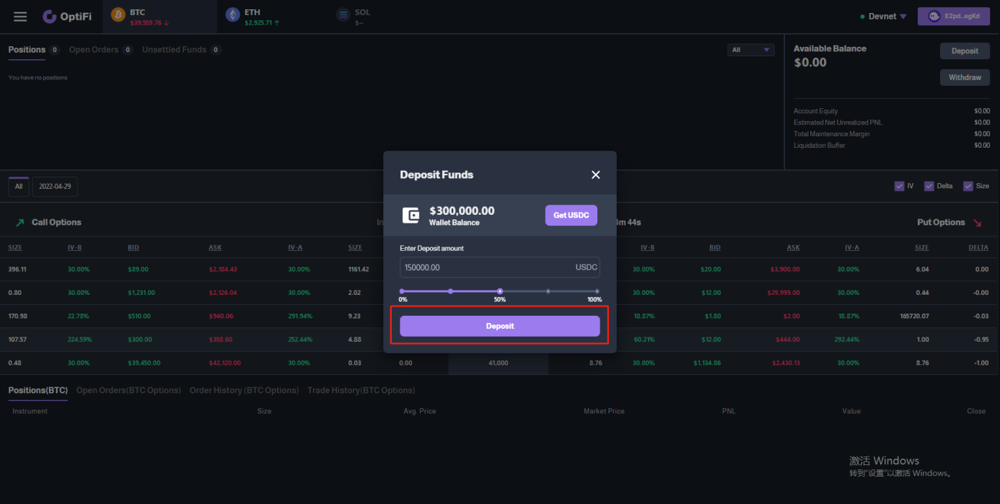 OptiFi
BTC
$39,559.76 ↓
ETH
$2,925.71 ↑
SOL
$--
Devnet
E2pd...egKd
Positions 0 Open Orders 0 Unsettled Funds 0
All
You have no positions
Available Balance
$0.00
Deposit
Withdraw
Account Equity $0.00
Estimated Net Unrealized PNL $0.00
Total Maintenance Margin $0.00
Liquidation Buffer $0.00
Deposit Funds
$300,000.00
Wallet Balance
Get USDC
Enter Deposit amount
150000.00 USDC
0% 50% 100%
Deposit
All 2022-04-29
IV Delta Size
Call Options
44s
Put Options
SIZE IV-B BID ASK IV-A SIZE IV-B BID ASK IV-A SIZE DELTA
396.11 30.00% $89.00 $2,184.43 30.00% 1161.42 30.00% $20.00 $3,900.00 30.00% 6.04 0.00
0.80 30.00% $1,231.00 $2,126.04 30.00% 2.02 30.00% $12.00 $29,999.00 30.00% 0.44 -0.00
170.98 22.78% $510.00 $940.06 291.94% 9.23 18.87% $1.80 $2.00 18.87% 165720.07 -0.03
107.57 224.59% $300.00 $358.60 252.44% 4.88 60.21% $12.00 $444.00 292.44% 1.00 -0.95
0.48 30.00% $39,450.00 $42,120.00 30.00% 0.03 0.00 41,000 8.76 30.00% $1,134.86 $2,430.13 30.00% 8.76 -1.00
Positions(BTC) Open Orders(BTC Options) Order History (BTC Options) Trade History(BTC Options)
Instrument Size Avg. Price Market Price PNL Value Close
激活 Windows
转到"设置"以激活 Windows。